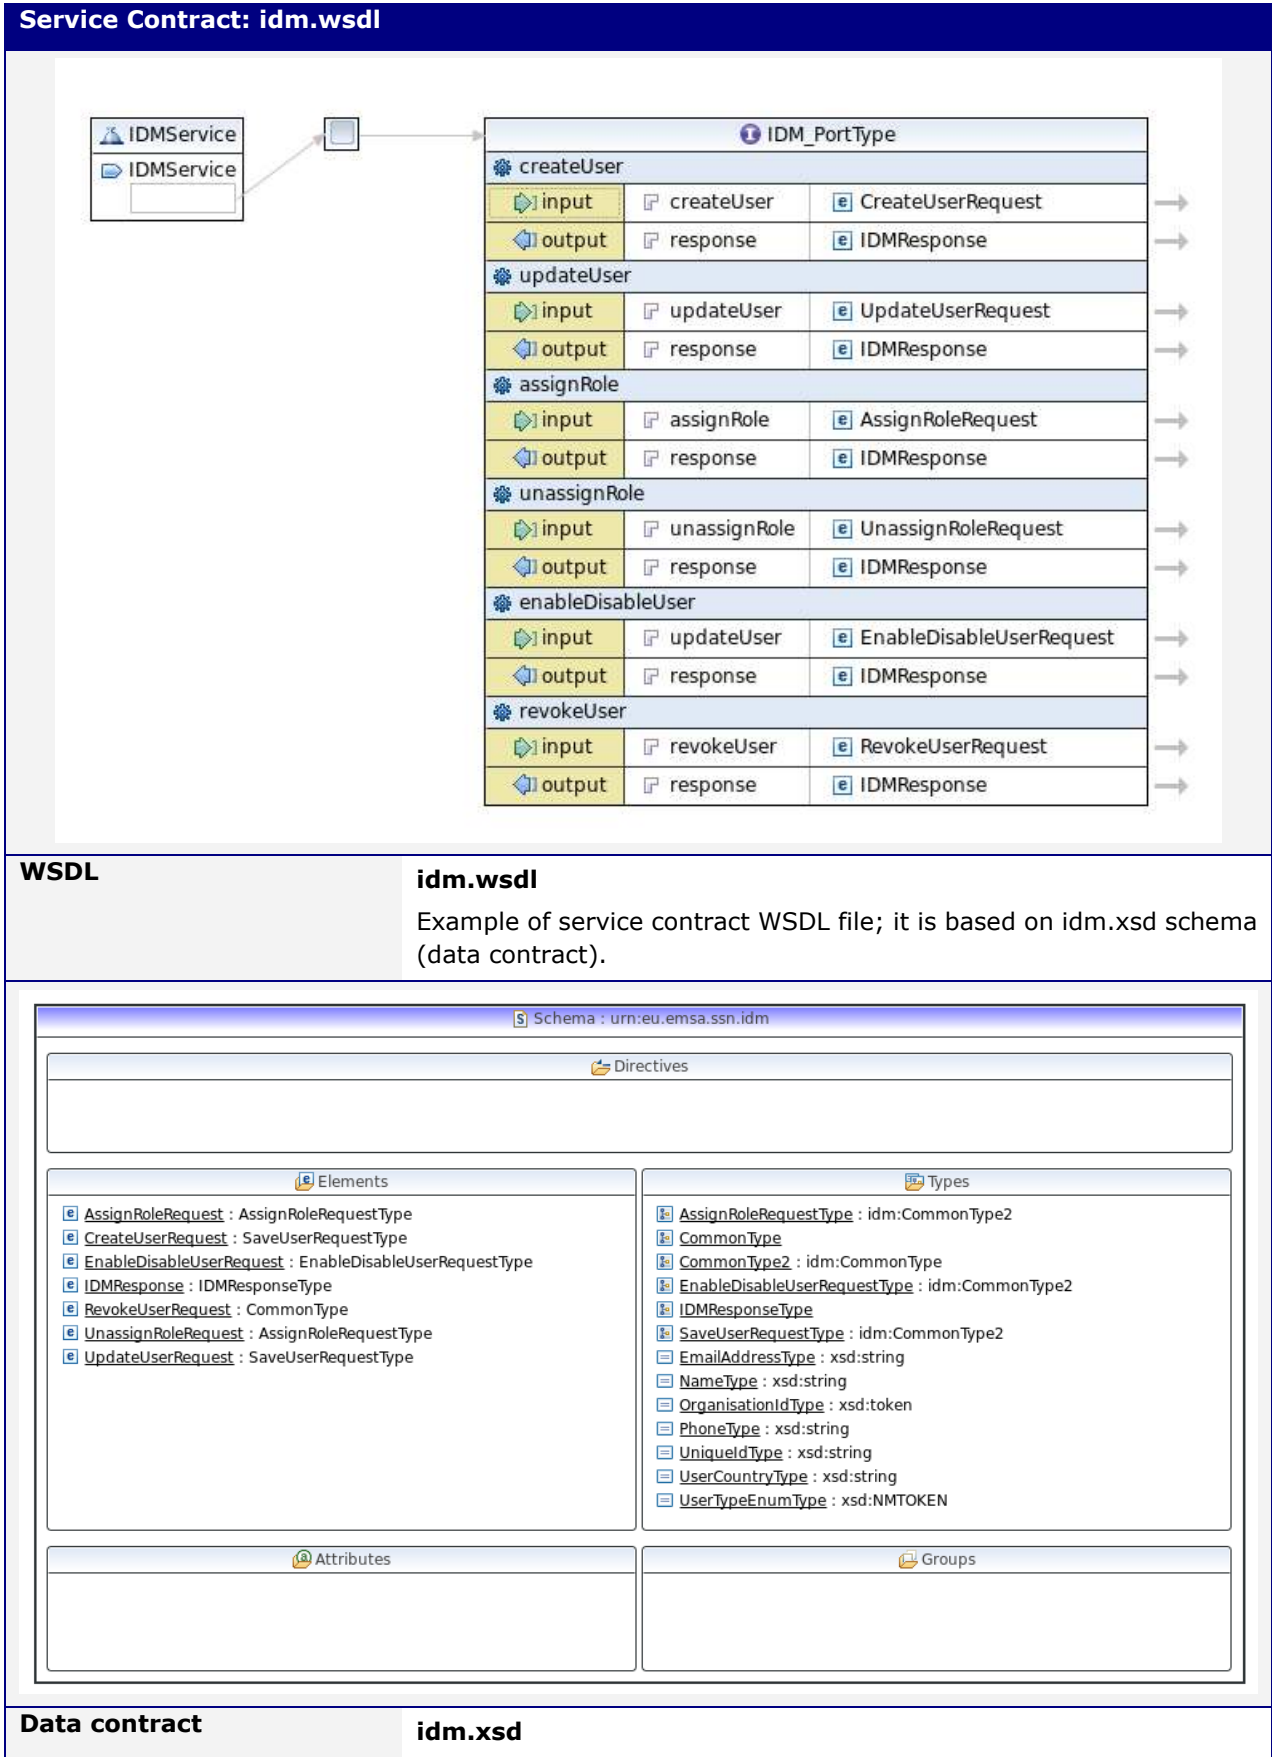 Service Contract: idm.wsdl
IDMService
IDMService
IDM_PortType
createUser
input createUser CreateUserRequest
output response IDMResponse
updateUser
input updateUser UpdateUserRequest
output response IDMResponse
assignRole
input assignRole AssignRoleRequest
output response IDMResponse
unassignRole
input unassignRole UnassignRoleRequest
output response IDMResponse
enableDisableUser
input updateUser EnableDisableUserRequest
output response IDMResponse
revokeUser
input revokeUser RevokeUserRequest
output response IDMResponse
WSDL
idm.wsdl
Example of service contract WSDL file; it is based on idm.xsd schema
(data contract).
Schema : urn:eu.emsa.ssn.idm
Directives
Elements
AssignRoleRequest : AssignRoleRequestType
CreateUserRequest : SaveUserRequestType
EnableDisableUserRequest : EnableDisableUserRequestType
IDMResponse : IDMResponseType
RevokeUserRequest : CommonType
UnassignRoleRequest : AssignRoleRequestType
UpdateUserRequest : SaveUserRequestType
Types
AssignRoleRequestType : idm:CommonType2
CommonType
CommonType2 : idm:CommonType
EnableDisableUserRequestType : idm:CommonType2
IDMResponseType
SaveUserRequestType : idm:CommonType2
EmailAddressType : xsd:string
NameType : xsd:string
OrganisationIdType : xsd:token
PhoneType : xsd:string
UniqueIdType : xsd:string
UserCountryType : xsd:string
UserTypeEnumType : xsd:NMTOKEN
Attributes
Groups
Data contract
idm.xsd